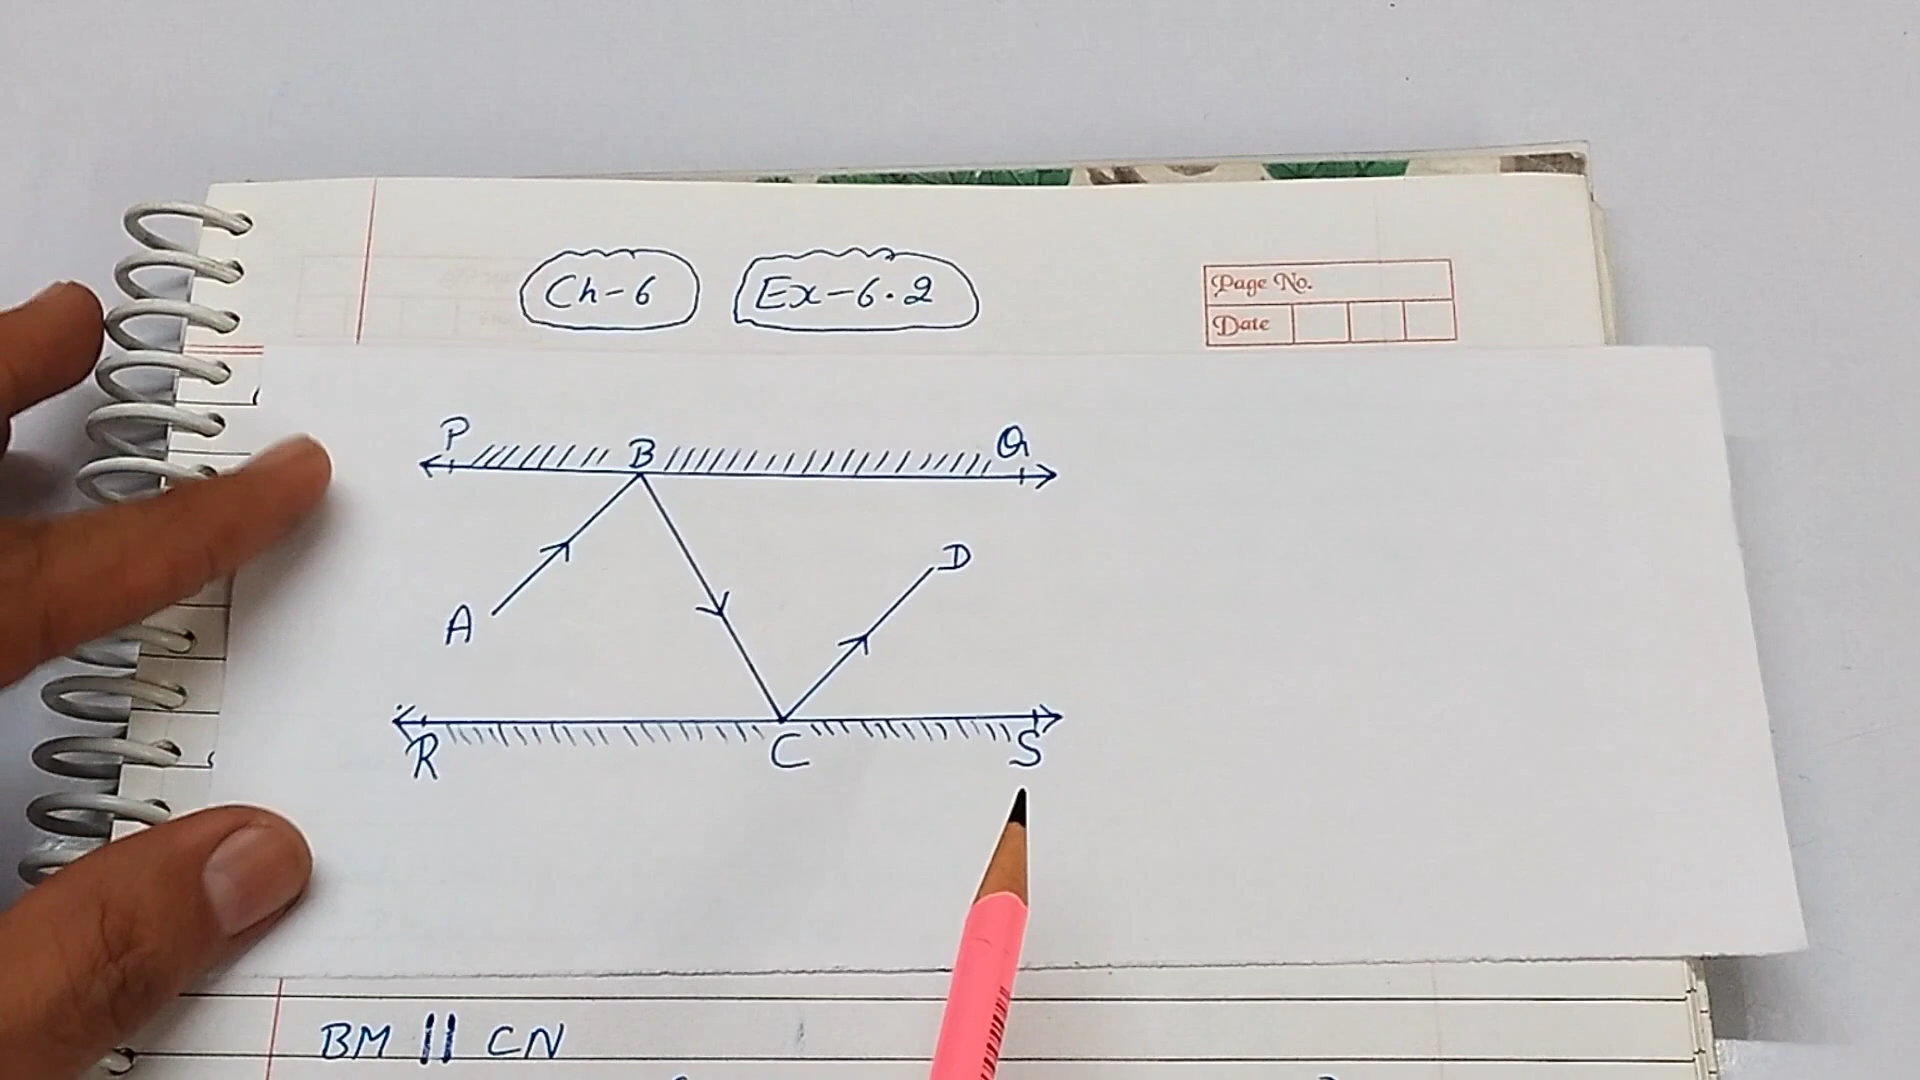 Ch-6 Ex-6.2
Page No.
Date
P B Q
D
A
R C S
BM || CN